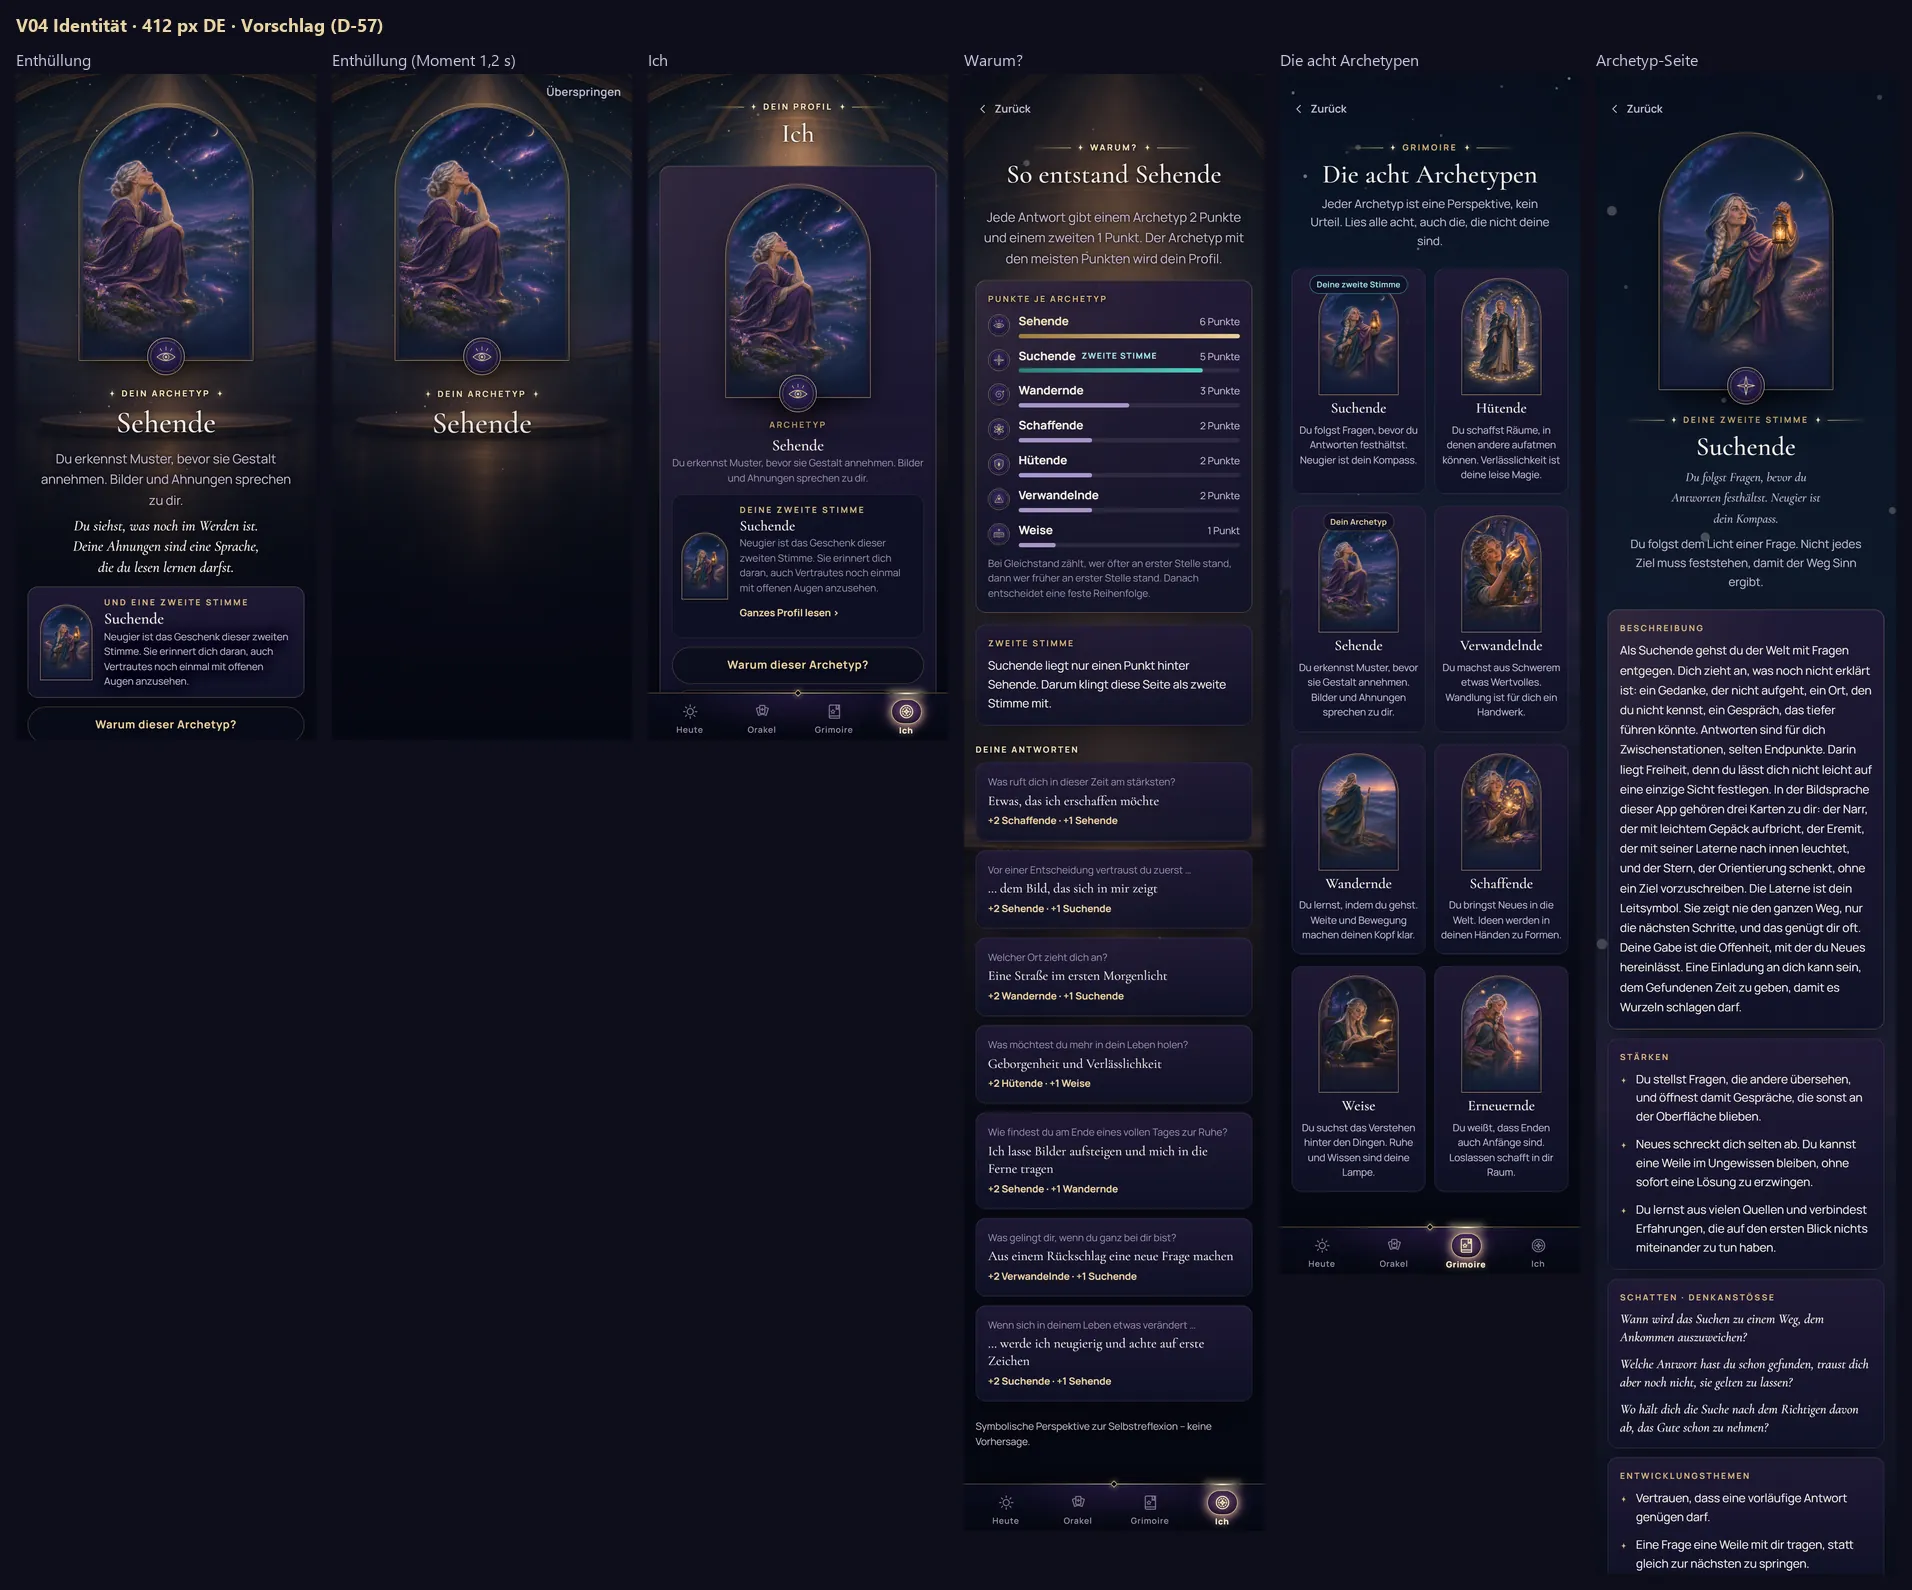 V04 Identität · 412 px DE · Vorschlag (D-57)
Enthüllung
DEIN ARCHETYP
Sehende
Du erkennst Muster, bevor sie Gestalt
annehmen. Bilder und Ahnungen sprechen
zu dir.
Du siehst, was noch im Werden ist.
Deine Ahnungen sind eine Sprache,
die du lesen lernen darfst.
UND EINE ZWEITE STIMME
Suchende
Neugier ist das Geschenk dieser zweiten
Stimme. Sie erinnert dich daran, auch
Vertrautes noch einmal mit offenen
Augen anzusehen.
Warum dieser Archetyp?
Enthüllung (Moment 1,2 s)
Überspringen
DEIN ARCHETYP
Sehende
Ich
DEIN PROFIL
Ich
ARCHETYP
Sehende
Du erkennst Muster, bevor sie Gestalt annehmen. Bilder
und Ahnungen sprechen zu dir.
DEINE ZWEITE STIMME
Suchende
Neugier ist das Geschenk dieser
zweiten Stimme. Sie erinnert dich
daran, auch Vertrautes noch einmal
mit offenen Augen anzusehen.
Ganzes Profil lesen ›
Warum dieser Archetyp?
Heute
Orakel
Grimoire
Ich
Warum?
Zurück
WARUM?
So entstand Sehende
Jede Antwort gibt einem Archetyp 2 Punkte
und einem zweiten 1 Punkt. Der Archetyp mit
den meisten Punkten wird dein Profil.
PUNKTE JE ARCHETYP
Sehende 6 Punkte
Suchende ZWEITE STIMME 5 Punkte
Wandernde 3 Punkte
Schaffende 2 Punkte
Hütende 2 Punkte
Verwandelnde 2 Punkte
Weise 1 Punkt
Bei Gleichstand zählt, wer öfter an erster Stelle stand,
dann wer früher an erster Stelle stand. Danach
entscheidet eine feste Reihenfolge.
ZWEITE STIMME
Suchende liegt nur einen Punkt hinter
Sehende. Darum klingt diese Seite als zweite
Stimme mit.
DEINE ANTWORTEN
Was ruft dich in dieser Zeit am stärksten?
Etwas, das ich erschaffen möchte
+2 Schaffende · +1 Sehende
Vor einer Entscheidung vertraust du zuerst …
… dem Bild, das sich in mir zeigt
+2 Sehende · +1 Suchende
Welcher Ort zieht dich an?
Eine Straße im ersten Morgenlicht
+2 Wandernde · +1 Suchende
Was möchtest du mehr in dein Leben holen?
Geborgenheit und Verlässlichkeit
+2 Hütende · +1 Weise
Wie findest du am Ende eines vollen Tages zur Ruhe?
Ich lasse Bilder aufsteigen und mich in die
Ferne tragen
+2 Sehende · +1 Wandernde
Was gelingt dir, wenn du ganz bei dir bist?
Aus einem Rückschlag eine neue Frage machen
+2 Verwandelnde · +1 Suchende
Wenn sich in deinem Leben etwas verändert …
… werde ich neugierig und achte auf erste
Zeichen
+2 Suchende · +1 Sehende
Symbolische Perspektive zur Selbstreflexion – keine
Vorhersage.
Heute
Orakel
Grimoire
Ich
Die acht Archetypen
Zurück
GRIMOIRE
Die acht Archetypen
Jeder Archetyp ist eine Perspektive, kein
Urteil. Lies alle acht, auch die, die nicht deine
sind.
Deine zweite Stimme
Suchende
Du folgst Fragen, bevor du
Antworten festhältst.
Neugier ist dein Kompass.
Hütende
Du schaffst Räume, in
denen andere aufatmen
können. Verlässlichkeit ist
deine leise Magie.
Dein Archetyp
Sehende
Du erkennst Muster, bevor
sie Gestalt annehmen.
Bilder und Ahnungen
sprechen zu dir.
Verwandelnde
Du machst aus Schwerem
etwas Wertvolles.
Wandlung ist für dich ein
Handwerk.
Wandernde
Du lernst, indem du gehst.
Weite und Bewegung
machen deinen Kopf klar.
Schaffende
Du bringst Neues in die
Welt. Ideen werden in
deinen Händen zu Formen.
Weise
Du suchst das Verstehen
hinter den Dingen. Ruhe
und Wissen sind deine
Lampe.
Erneuernde
Du weißt, dass Enden
auch Anfänge sind.
Loslassen schafft in dir
Raum.
Heute
Orakel
Grimoire
Ich
Archetyp-Seite
Zurück
DEINE ZWEITE STIMME
Suchende
Du folgst Fragen, bevor du
Antworten festhältst. Neugier ist
dein Kompass.
Du folgst dem Licht einer Frage. Nicht jedes
Ziel muss feststehen, damit der Weg Sinn
ergibt.
BESCHREIBUNG
Als Suchende gehst du der Welt mit Fragen
entgegen. Dich zieht an, was noch nicht erklärt
ist: ein Gedanke, der nicht aufgeht, ein Ort, den
du nicht kennst, ein Gespräch, das tiefer
führen könnte. Antworten sind für dich
Zwischenstationen, selten Endpunkte. Darin
liegt Freiheit, denn du lässt dich nicht leicht auf
eine einzige Sicht festlegen. In der Bildsprache
dieser App gehören drei Karten zu dir: der Narr,
der mit leichtem Gepäck aufbricht, der Eremit,
der mit seiner Laterne nach innen leuchtet,
und der Stern, der Orientierung schenkt, ohne
ein Ziel vorzuschreiben. Die Laterne ist dein
Leitsymbol. Sie zeigt nie den ganzen Weg, nur
die nächsten Schritte, und das genügt dir oft.
Deine Gabe ist die Offenheit, mit der du Neues
hereinlässt. Eine Einladung an dich kann sein,
dem Gefundenen Zeit zu geben, damit es
Wurzeln schlagen darf.
STÄRKEN
Du stellst Fragen, die andere übersehen,
und öffnest damit Gespräche, die sonst an
der Oberfläche blieben.
Neues schreckt dich selten ab. Du kannst
eine Weile im Ungewissen bleiben, ohne
sofort eine Lösung zu erzwingen.
Du lernst aus vielen Quellen und verbindest
Erfahrungen, die auf den ersten Blick nichts
miteinander zu tun haben.
SCHATTEN · DENKANSTÖSSE
Wann wird das Suchen zu einem Weg, dem
Ankommen auszuweichen?
Welche Antwort hast du schon gefunden, traust dich
aber noch nicht, sie gelten zu lassen?
Wo hält dich die Suche nach dem Richtigen davon
ab, das Gute schon zu nehmen?
ENTWICKLUNGSTHEMEN
Vertrauen, dass eine vorläufige Antwort
genügen darf.
Eine Frage eine Weile mit dir tragen, statt
gleich zur nächsten zu springen.